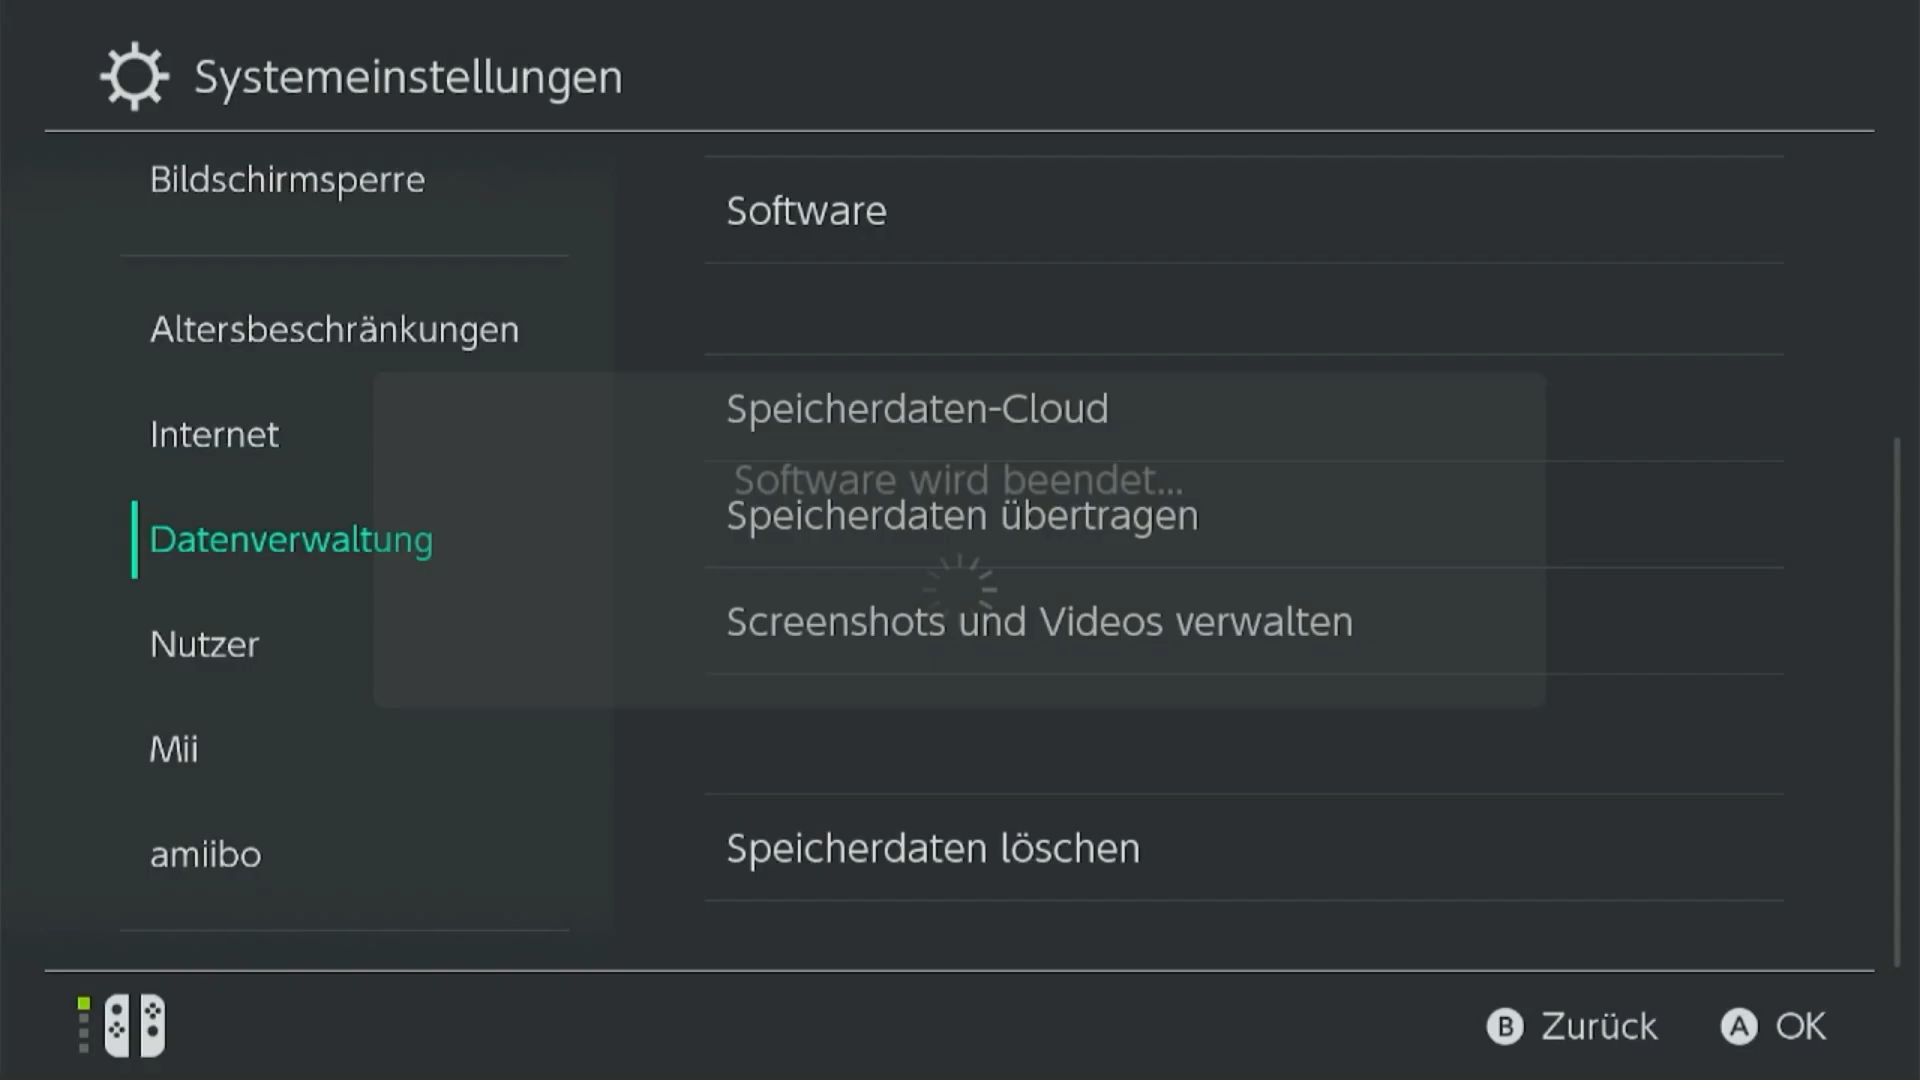 Systemeinstellungen
Bildschirmsperre
Altersbeschränkungen
Internet
Datenverwaltung
Nutzer
Mii
amiibo
Software
Speicherdaten-Cloud
Software wird beendet...
Speicherdaten übertragen
Screenshots und Videos verwalten
Speicherdaten löschen
B Zurück
A OK